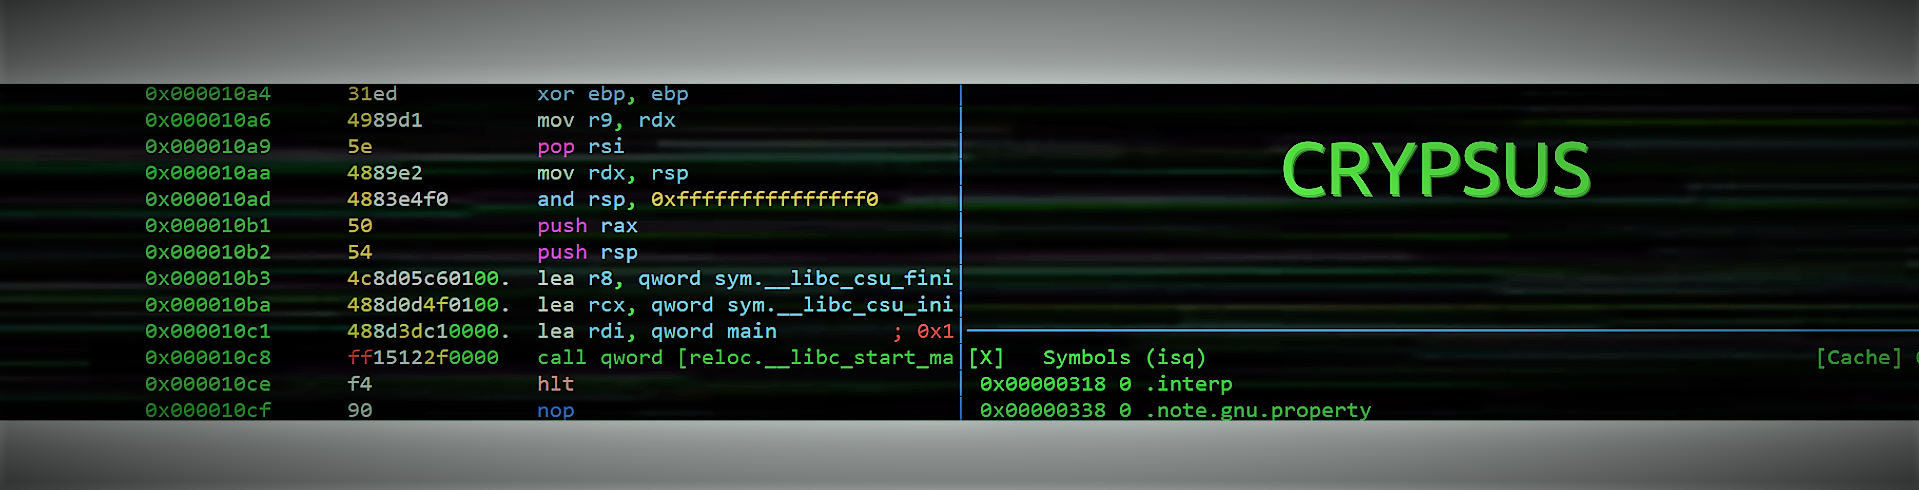 0x000010a4 31ed xor ebp, ebp
0x000010a6 4989d1 mov r9, rdx
0x000010a9 5e pop rsi
0x000010aa 4889e2 mov rdx, rsp
0x000010ad 4883e4f0 and rsp, 0xfffffffffffffff0
0x000010b1 50 push rax
0x000010b2 54 push rsp
0x000010b3 4c8d05c60100. lea r8, qword sym.__libc_csu_fini
0x000010ba 488d0d4f0100. lea rcx, qword sym.__libc_csu_ini
0x000010c1 488d3dc10000. lea rdi, qword main ; 0x1
0x000010c8 ff15122f0000 call qword [reloc.__libc_start_ma
0x000010ce f4 hlt
0x000010cf 90 nop
CRYPSUS
[X] Symbols (isq) [Cache]
0x00000318 0 .interp
0x00000338 0 .note.gnu.property